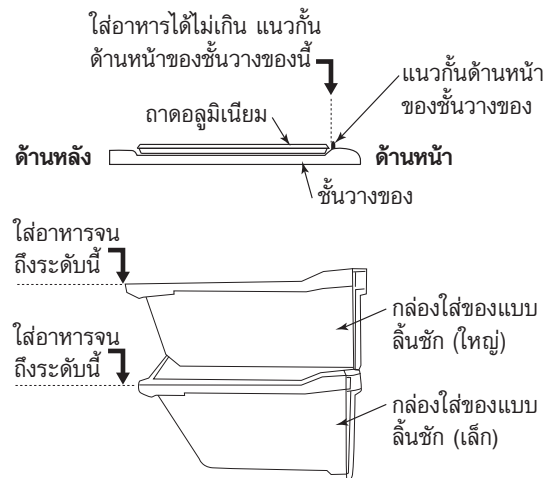 ใส่อาหารได้ไม่เกิน แนวกั้น
ด้านหน้าของชั้นวางของนี้
แนวกั้นด้านหน้า
ของชั้นวางของ
ถาดอลูมิเนียม
ด้านหลัง
ด้านหน้า
ชั้นวางของ
ใส่อาหารจน
ถึงระดับนี้
กล่องใส่ของแบบ
ลิ้นชัก (ใหญ่)
ใส่อาหารจน
ถึงระดับนี้
กล่องใส่ของแบบ
ลิ้นชัก (เล็ก)